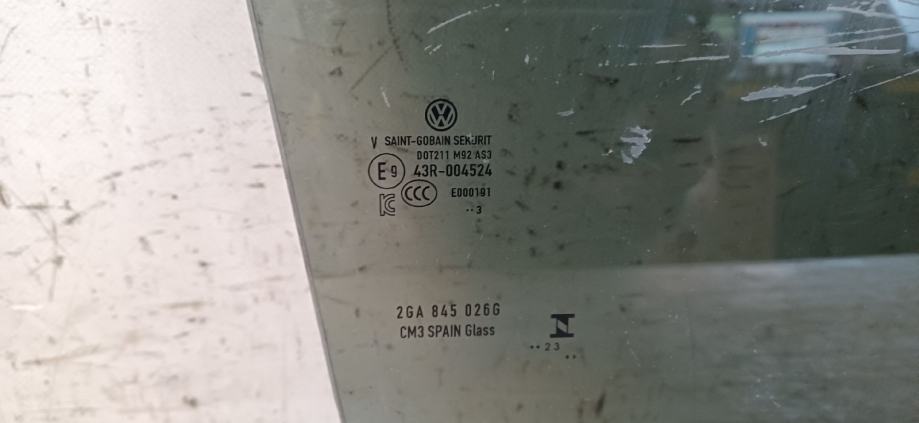 V SAINT-GOBAIN SEKURIT
DOT211 M92 AS3
E9 43R-004524
CCC E000191
··3
2GA 845 026G
CM3 SPAIN Glass
N
··23
··